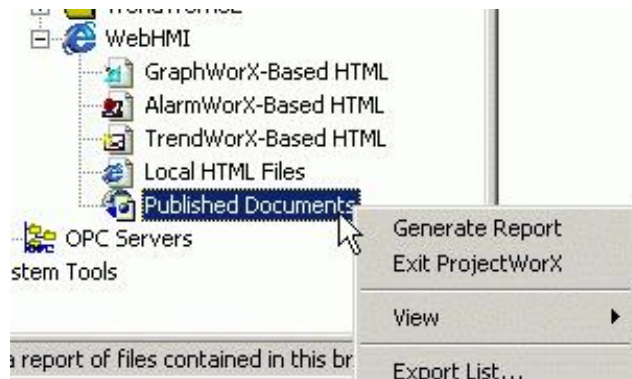 WebHMI
GraphWorX-Based HTML
AlarmWorX-Based HTML
TrendWorX-Based HTML
Local HTML Files
Published Documents
Generate Report
OPC Servers
Exit ProjectWorX
stem Tools
View
a report of files contained in this br
Export List...